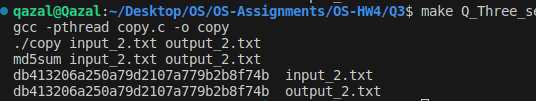 qazal@Qazal:~/Desktop/OS/OS-Assignments/OS-HW4/Q3$ make
gcc -pthread copy.c -o copy
./copy input_2.txt output_2.txt
md5sum input_2.txt output_2.txt
db413206a250a79d2107a779b2b8f74b  input_2.txt
db413206a250a79d2107a779b2b8f74b  output_2.txt